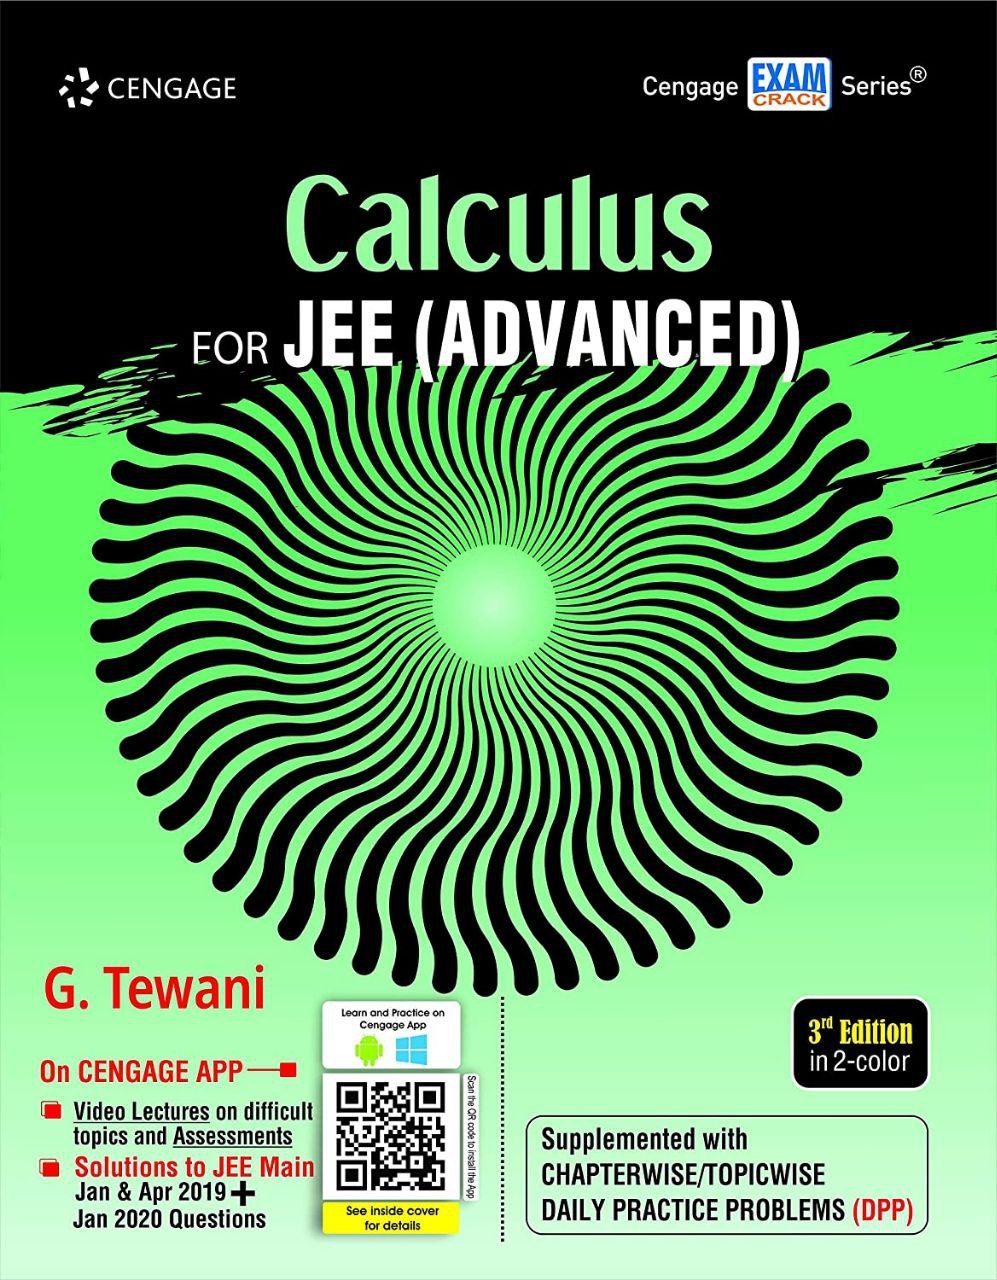 CENGAGE
Cengage EXAM CRACK Series®
Calculus
FOR JEE (ADVANCED)
G. Tewani
On CENGAGE APP
Video Lectures on difficult
topics and Assessments
Solutions to JEE Main
Jan & Apr 2019 +
Jan 2020 Questions
Learn and Practice on
Cengage App
Scan the QR code to install the App
See inside cover
for details
3rd Edition
in 2-color
Supplemented with
CHAPTERWISE/TOPICWISE
DAILY PRACTICE PROBLEMS (DPP)